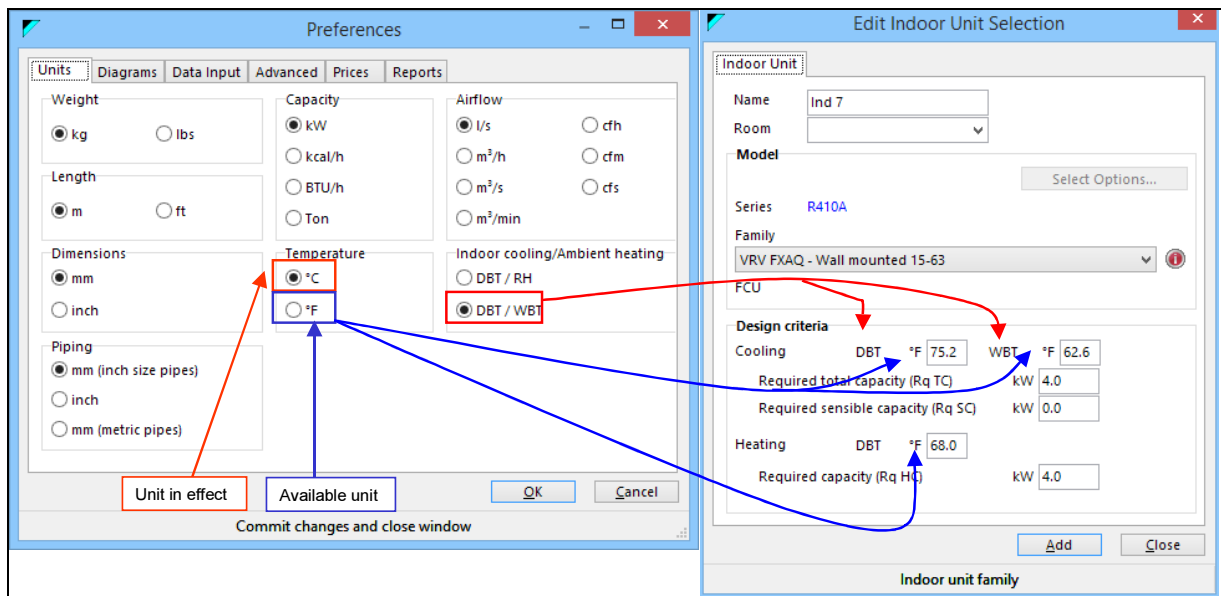 Preferences
Units Diagrams Data Input Advanced Prices Reports
Weight
kg lbs
Length
m ft
Dimensions
mm
inch
Piping
mm (inch size pipes)
inch
mm (metric pipes)
Capacity
kW
kcal/h
BTU/h
Ton
Temperature
°C
°F
Airflow
l/s cfh
m³/h cfm
m³/s cfs
m³/min
Indoor cooling/Ambient heating
DBT / RH
DBT / WBT
Unit in effect
Available unit
OK Cancel
Commit changes and close window
Edit Indoor Unit Selection
Indoor Unit
Name Ind 7
Room
Model
Select Options...
Series R410A
Family
VRV FXAQ - Wall mounted 15-63
FCU
Design criteria
Cooling DBT °F 75.2 WBT °F 62.6
Required total capacity (Rq TC) kW 4.0
Required sensible capacity (Rq SC) kW 0.0
Heating DBT °F 68.0
Required capacity (Rq HC) kW 4.0
Add Close
Indoor unit family